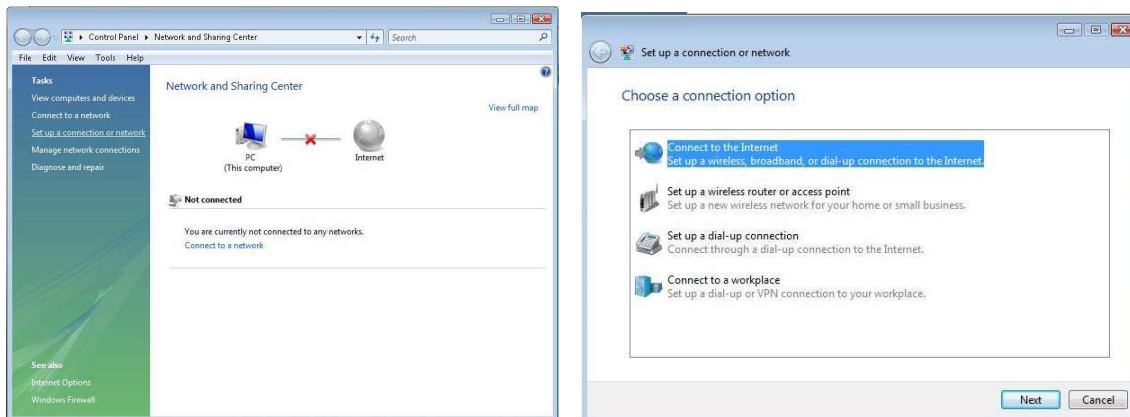 Control Panel Network and Sharing Center
Search
File Edit View Tools Help
Tasks
View computers and devices
Connect to a network
Set up a connection or network
Manage network connections
Diagnose and repair
See also
Internet Options
Windows Firewall
Network and Sharing Center
View full map
PC
(This computer)
Internet
Not connected
You are currently not connected to any networks.
Connect to a network
Set up a connection or network
Choose a connection option
Connect to the Internet
Set up a wireless, broadband, or dial-up connection to the Internet.
Set up a wireless router or access point
Set up a new wireless network for your home or small business.
Set up a dial-up connection
Connect through a dial-up connection to the Internet.
Connect to a workplace
Set up a dial-up or VPN connection to your workplace.
Next Cancel